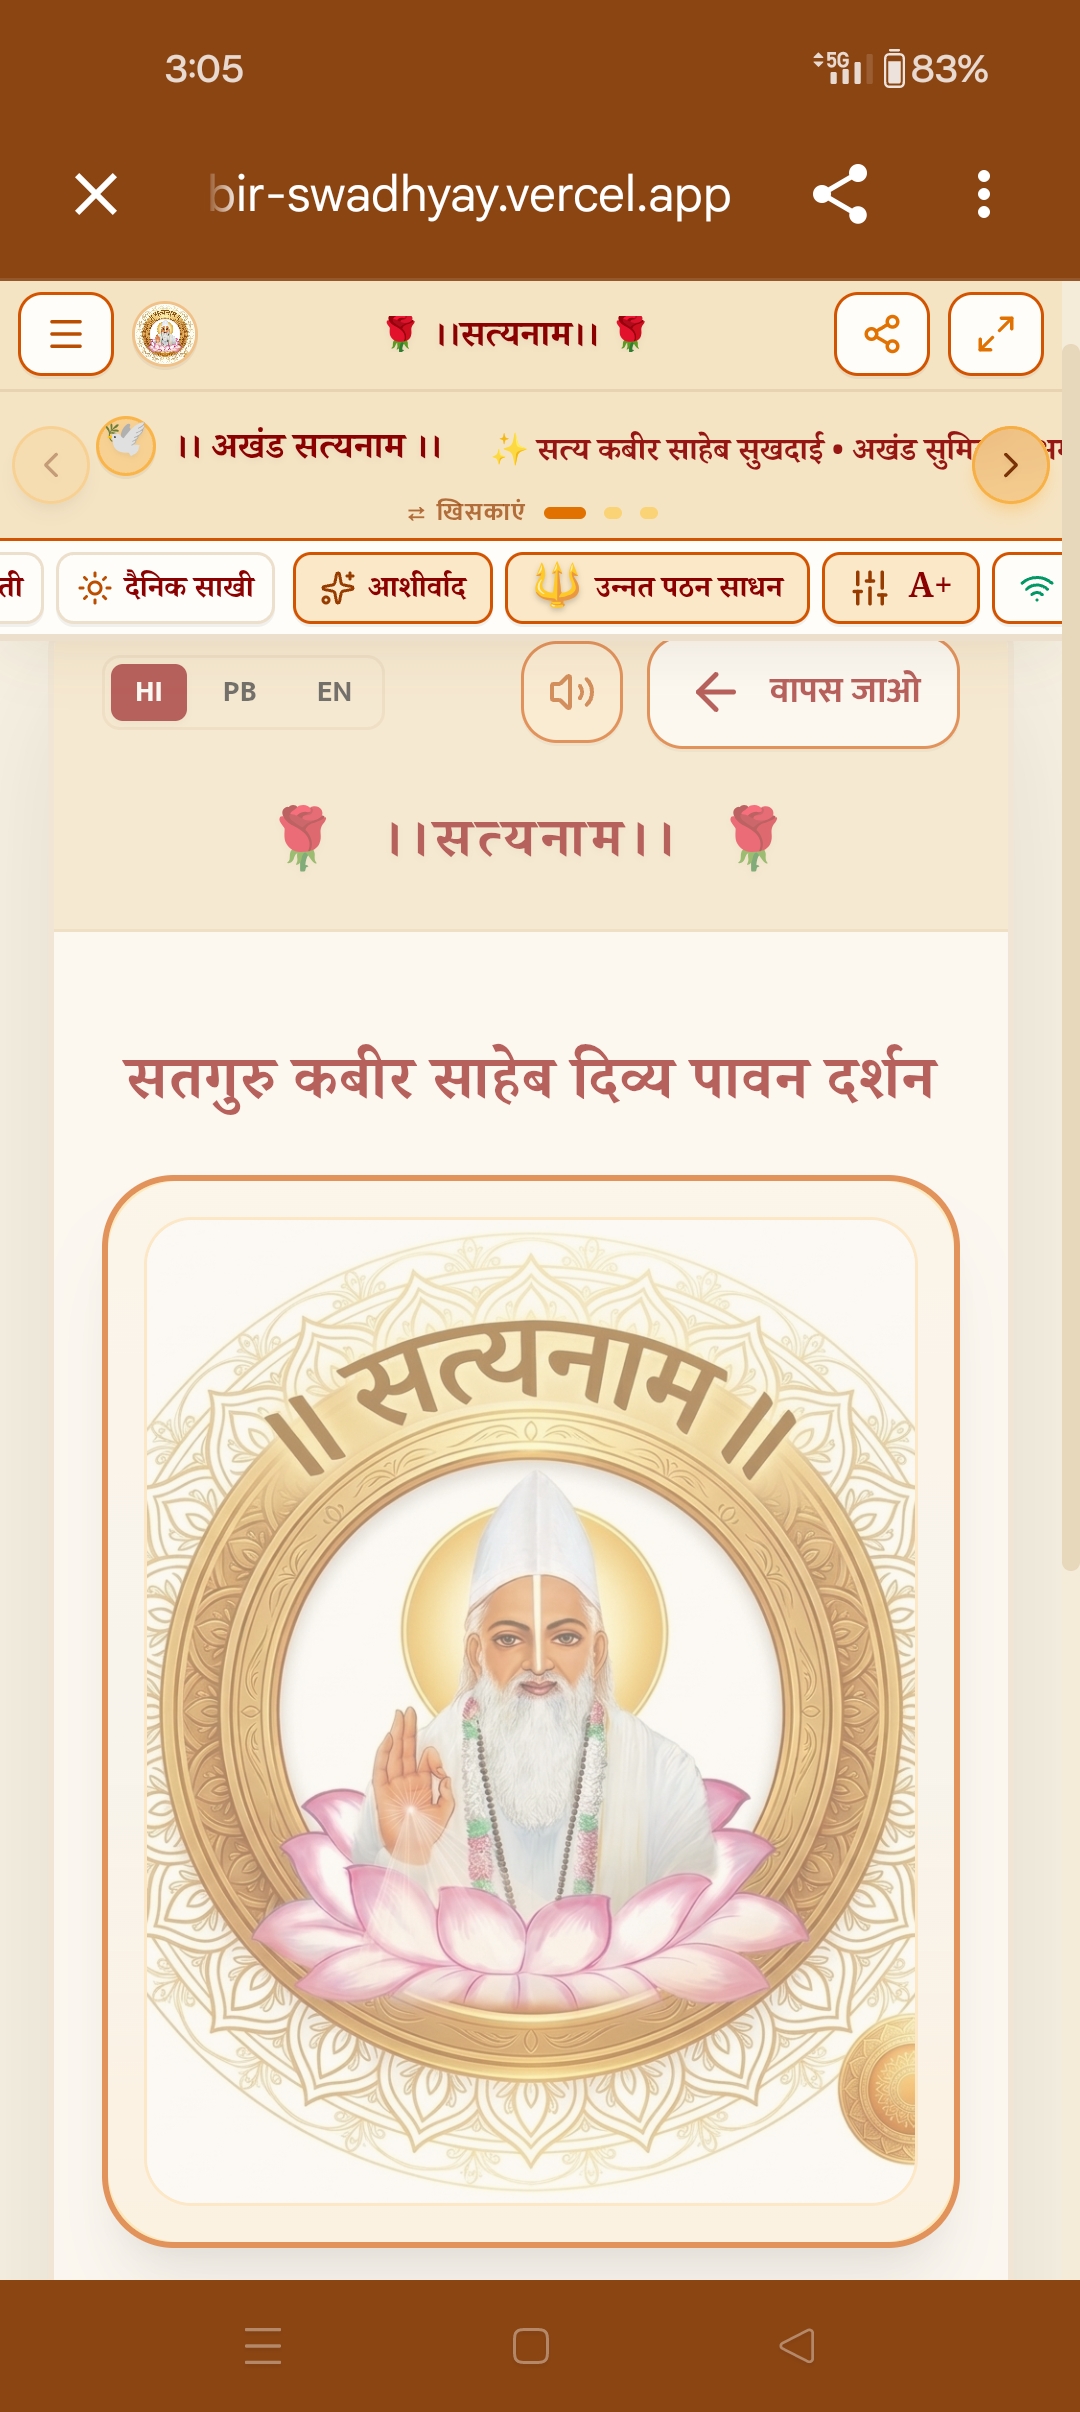 3:05 5G 83%
bir-swadhyay.vercel.app
🌹 ।।सत्यनाम।। 🌹
।। अखंड सत्यनाम ।। ✨ सत्य कबीर साहेब सुखदाई • अखंड
⇄ खिसकाएं
ती दैनिक साखी आशीर्वाद उन्नत पठन साधन A+
HI PB EN वापस जाओ
🌹 ।।सत्यनाम।। 🌹
सतगुरु कबीर साहेब दिव्य पावन दर्शन
॥ सत्यनाम ॥